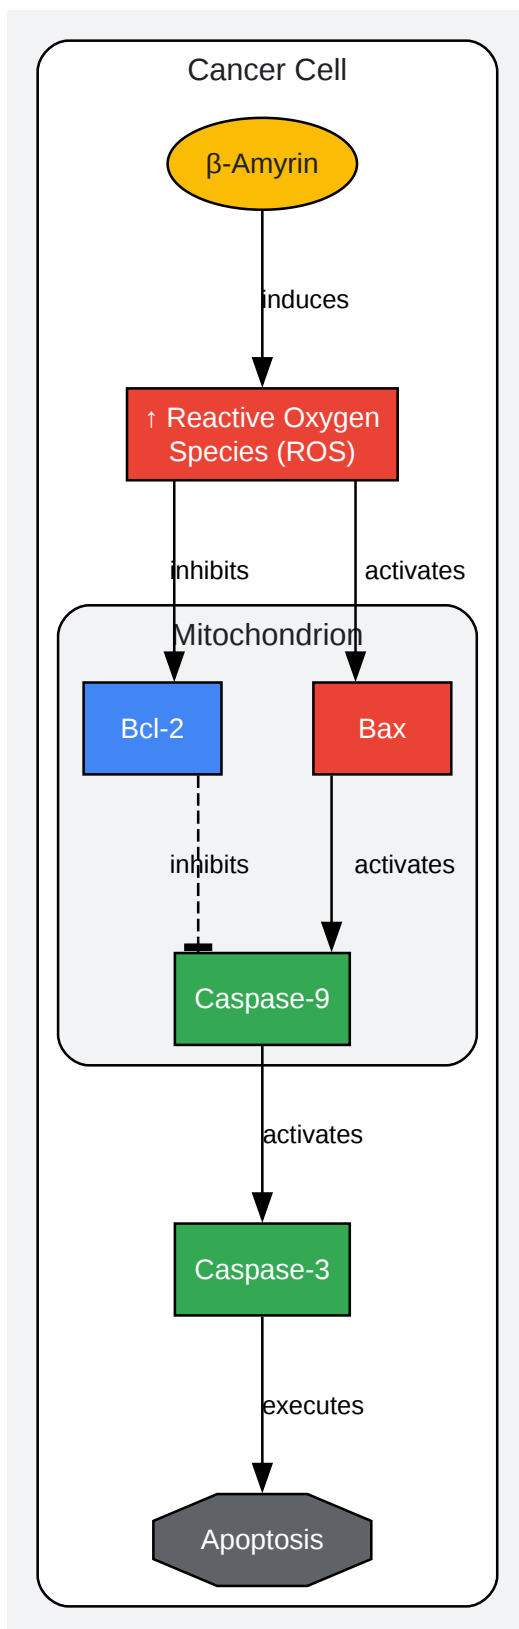 Cancer Cell
β-Amyrin
induces
↑ Reactive Oxygen
Species (ROS)
inhibits
activates
Mitochondrion
Bcl-2
Bax
inhibits
activates
Caspase-9
activates
Caspase-3
executes
Apoptosis